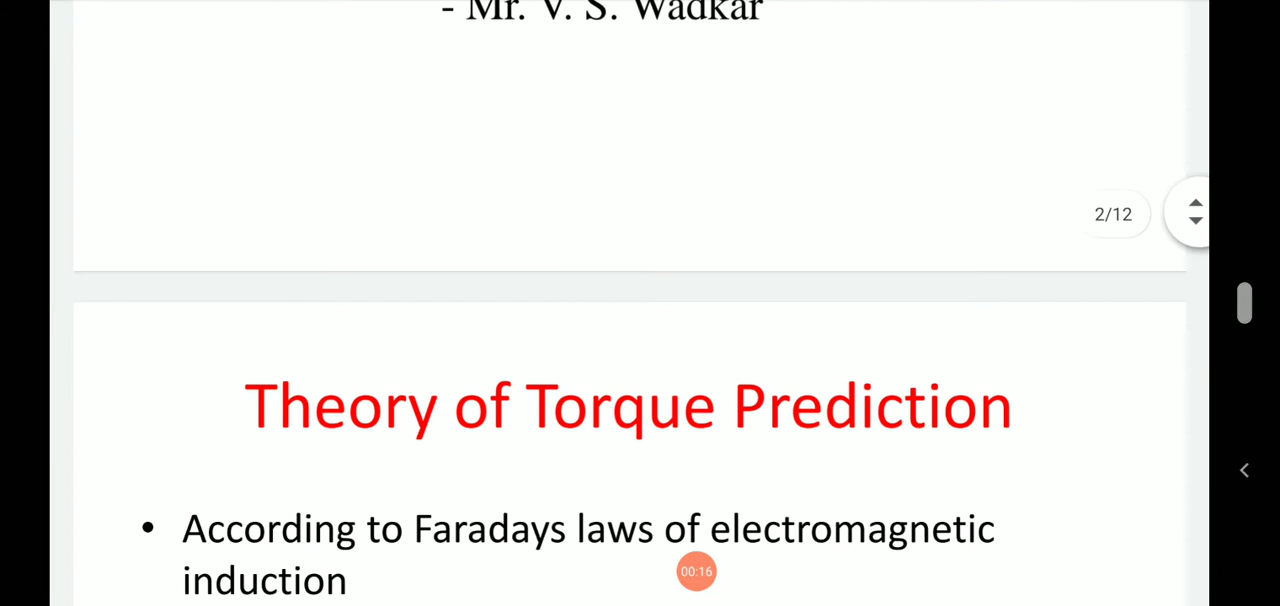 - Mr. V. S. Wadkar
2/12
Theory of Torque Prediction
• According to Faradays laws of electromagnetic
induction
00:16